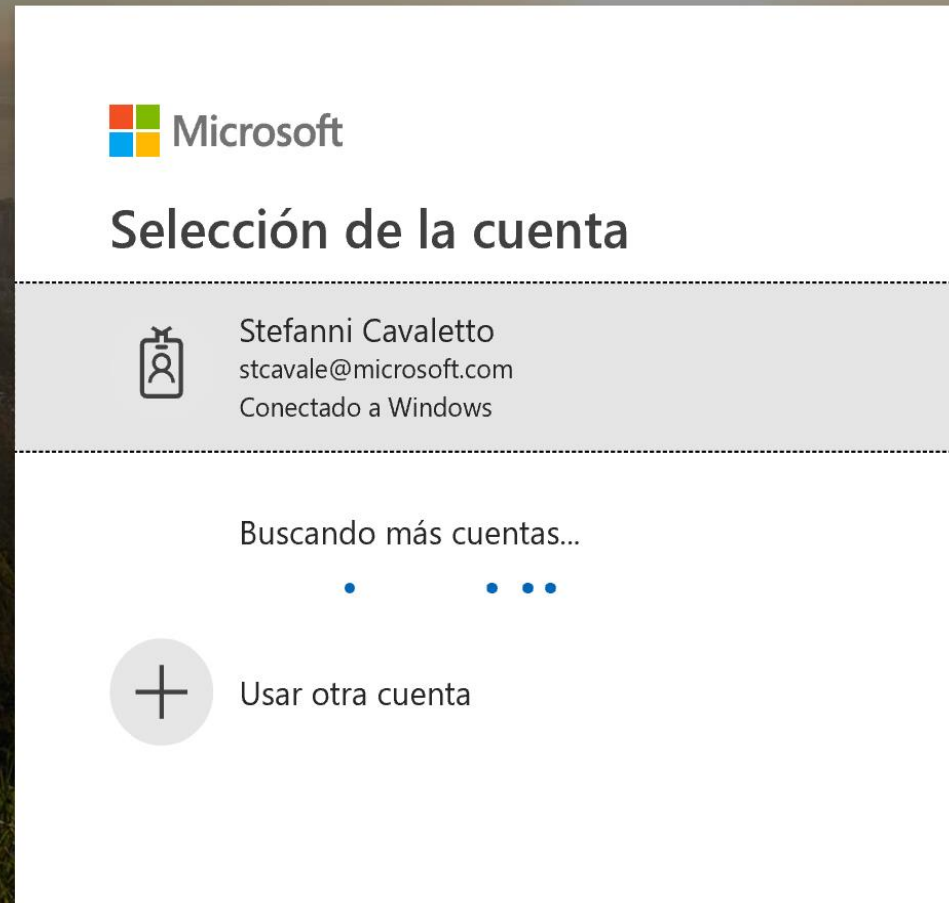 Microsoft
Selección de la cuenta
Stefanni Cavaletto
stcavale@microsoft.com
Conectado a Windows
Buscando más cuentas...
Usar otra cuenta